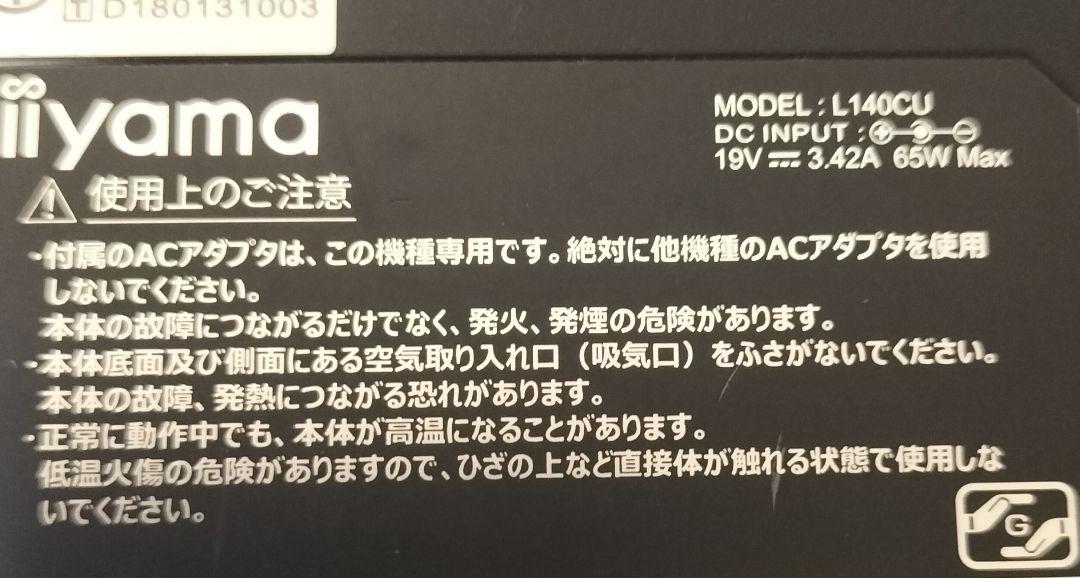 T D180131003
iiyama
MODEL : L140CU
DC INPUT :
19V 3.42A 65W Max
使用上のご注意
・付属のACアダプタは、この機種専用です。絶対に他機種のACアダプタを使用
しないでください。
本体の故障につながるだけでなく、発火、発煙の危険があります。
・本体底面及び側面にある空気取り入れ口（吸気口）をふさがないでください。
本体の故障、発熱につながる恐れがあります。
・正常に動作中でも、本体が高温になることがあります。
低温火傷の危険がありますので、ひざの上など直接体が触れる状態で使用しな
いでください。
G